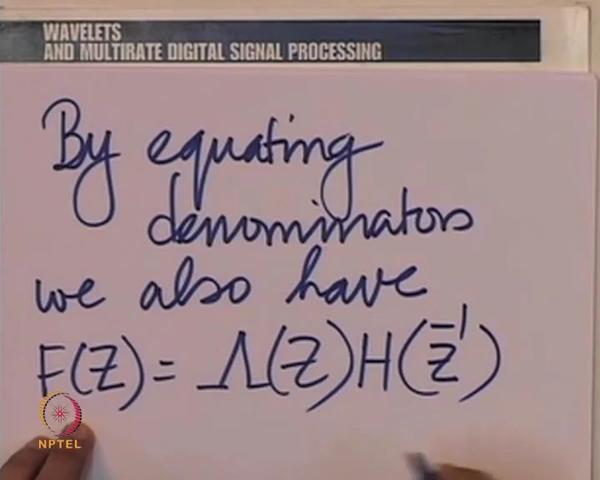 WAVELETS
AND MULTIRATE DIGITAL SIGNAL PROCESSING
By equating
denominators
we also have
F(Z) = Λ(Z)H(Z⁻¹)
NPTEL